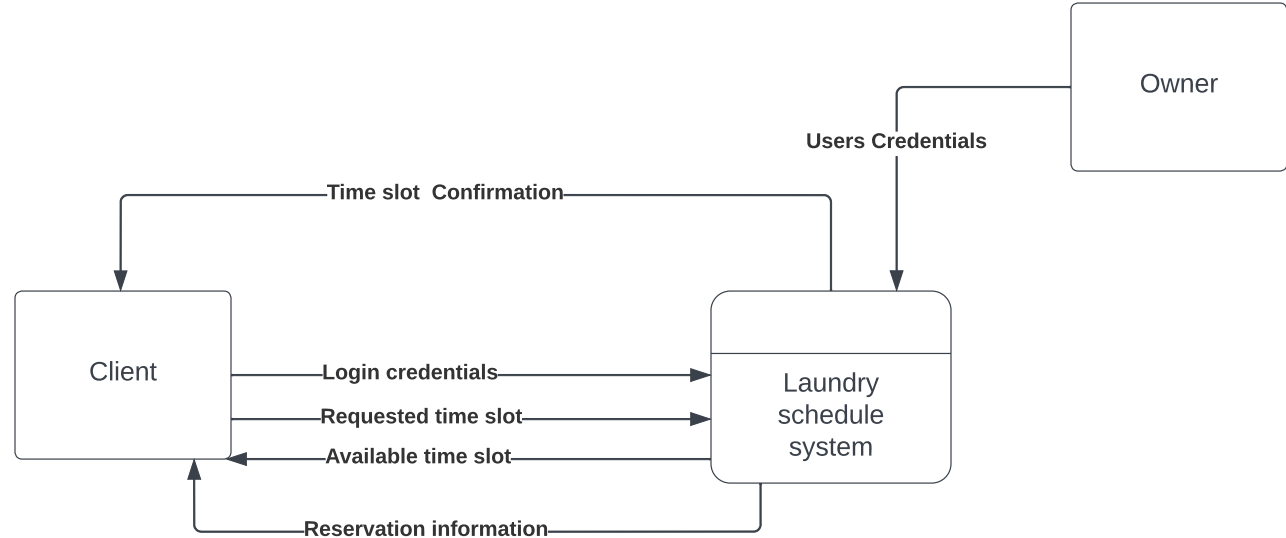 Owner
Users Credentials
Time slot  Confirmation
Client
Login credentials
Requested time slot
Available time slot
Reservation information
Laundry
schedule
system